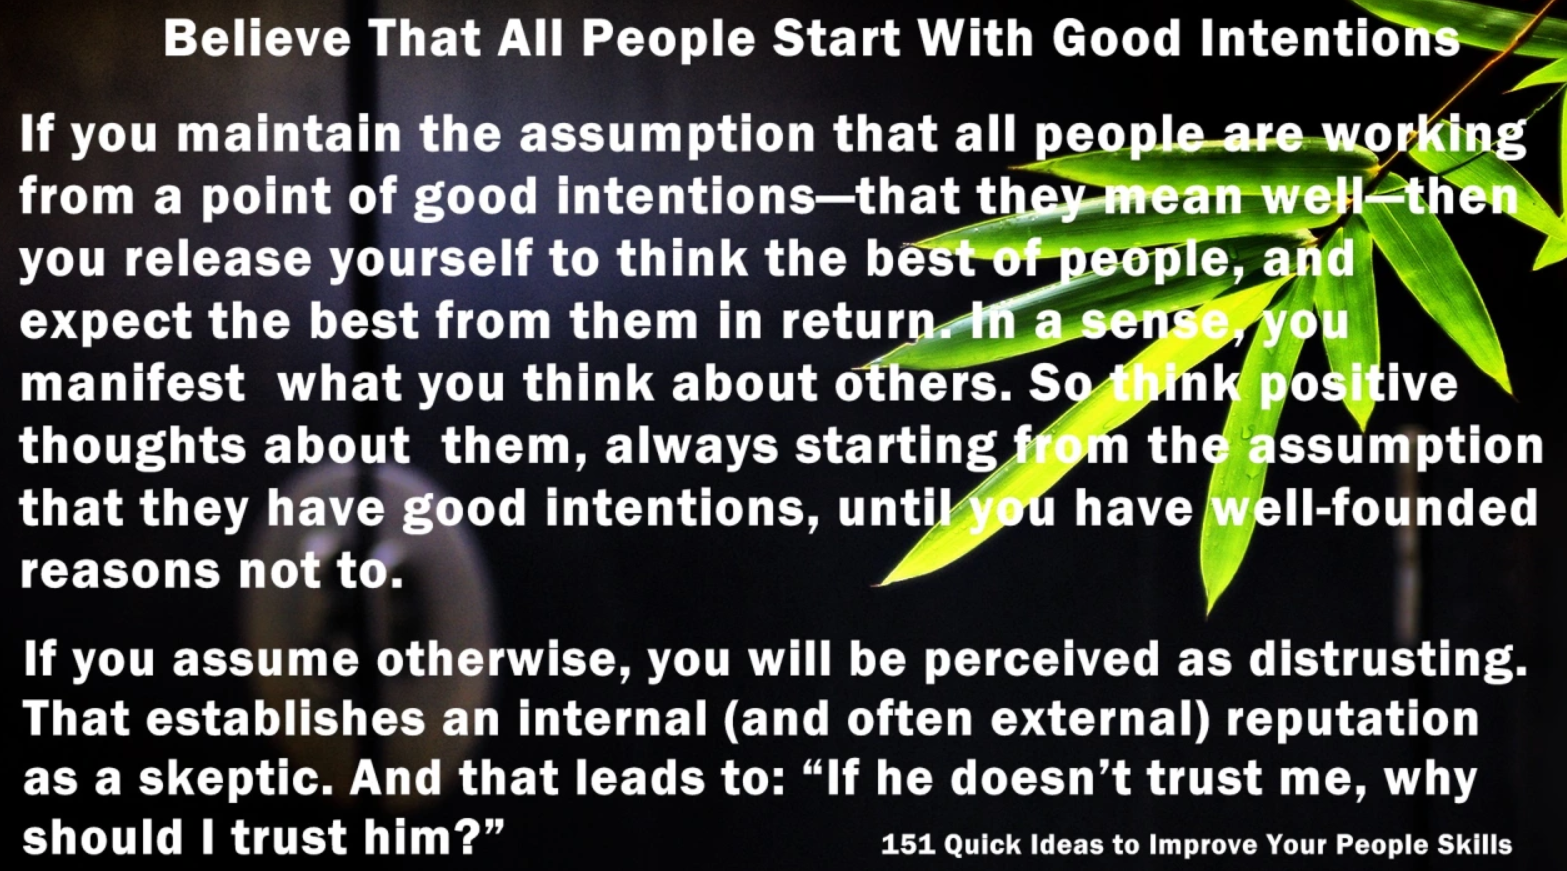 Believe That All People Start With Good Intentions
If you maintain the assumption that all people are working
from a point of good intentions—that they mean well—then
you release yourself to think the best of people, and
expect the best from them in return. In a sense, you
manifest  what you think about others. So think positive
thoughts about  them, always starting from the assumption
that they have good intentions, until you have well-founded
reasons not to.
If you assume otherwise, you will be perceived as distrusting.
That establishes an internal (and often external) reputation
as a skeptic. And that leads to: “If he doesn’t trust me, why
should I trust him?”
151 Quick Ideas to Improve Your People Skills